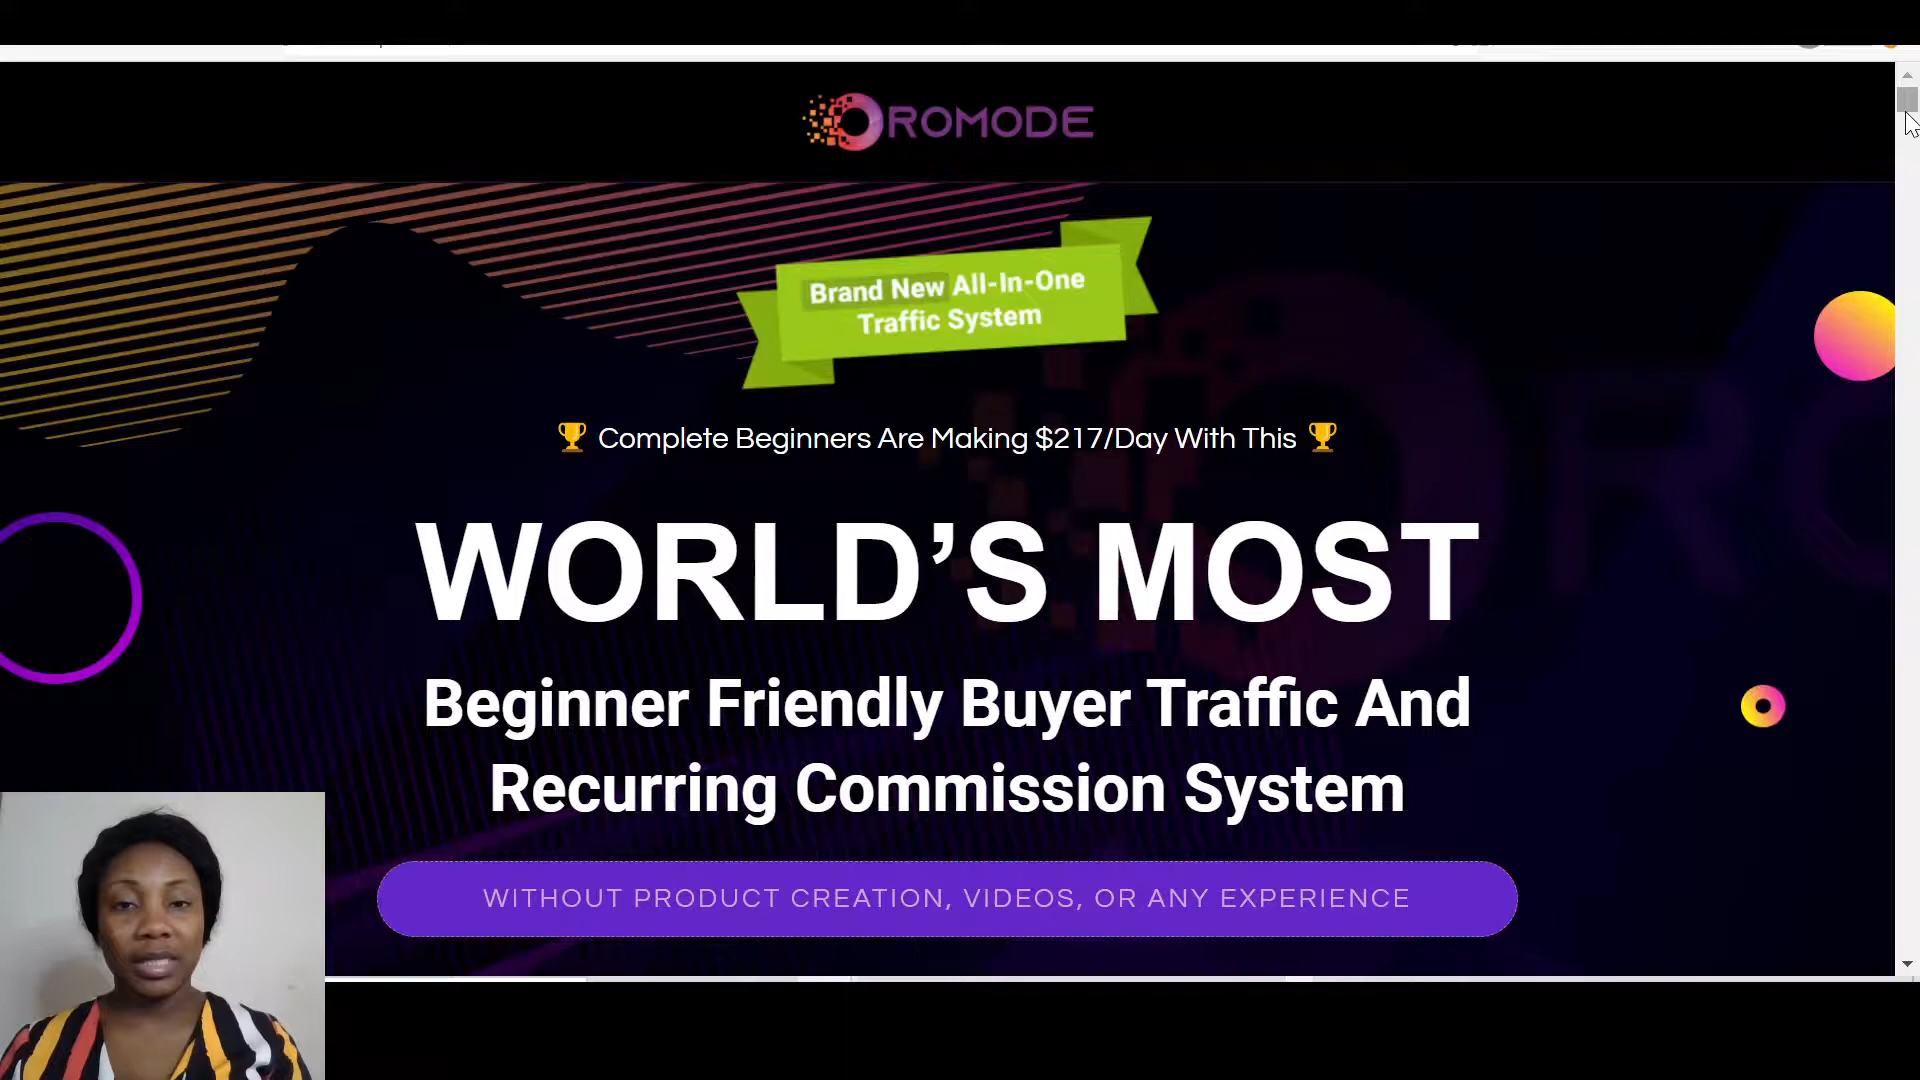 OROMODE
Brand New All-In-One
Traffic System
Complete Beginners Are Making $217/Day With This
WORLD’S MOST
Beginner Friendly Buyer Traffic And
Recurring Commission System
WITHOUT PRODUCT CREATION, VIDEOS, OR ANY EXPERIENCE